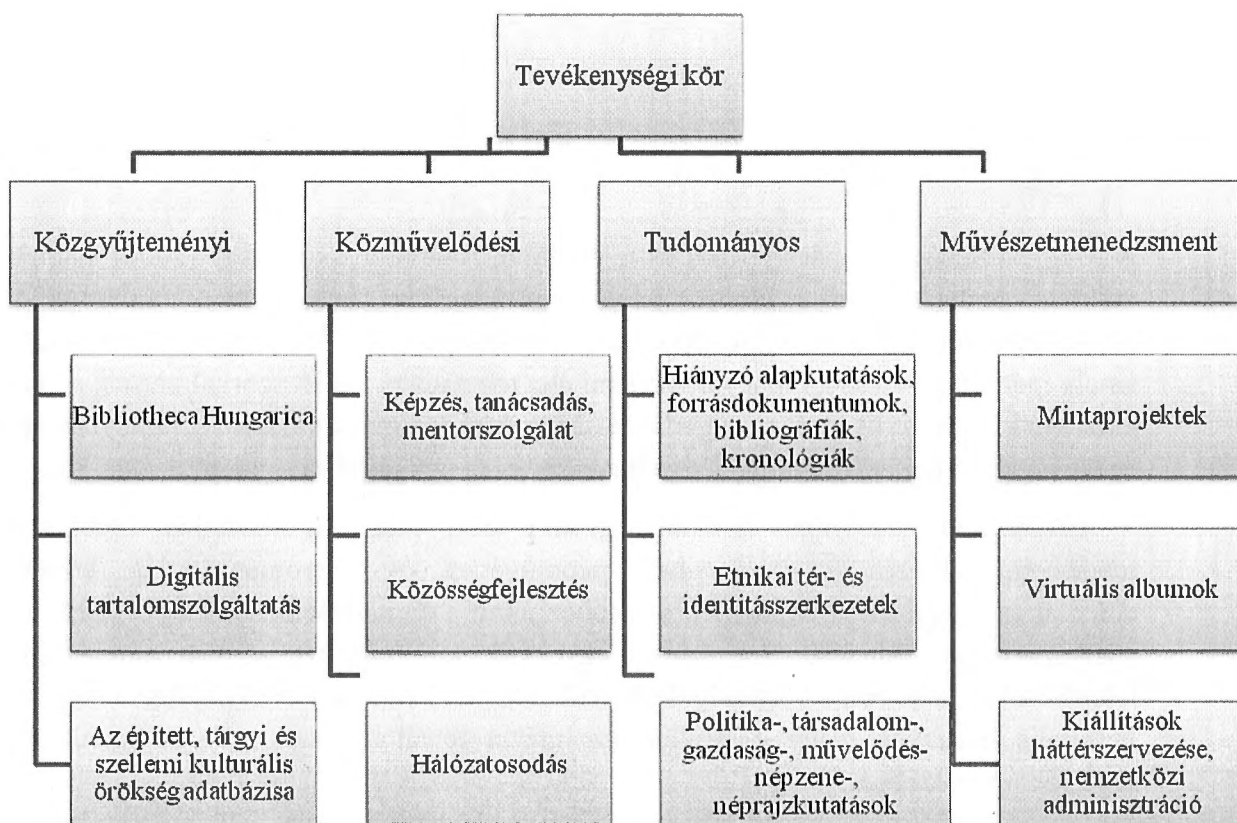 Tevékenységi kör
Közgyűjteményi
Közművelődési
Tudományos
Művészetmenedzsment
Bibliotheca Hungarica
Képzés, tanácsadás,
mentorszolgálat
Hiányzó alapkutatások,
forrásdokumentumok,
bibliográfiák,
kronológiák
Mintaprojektek
Digitális
tartalomszolgáltatás
Közösségfejlesztés
Etnikai tér- és
identitásszerkezetek
Virtuális albumok
Az épített, tárgyi és
szellemi kulturális
örökség adatbázisa
Hálózatosodás
Politika-, társadalom-,
gazdaság-, művelődés-
népzene-,
néprajzkutatások
Kiállítások
háttérszervezése,
nemzetközi
adminisztráció